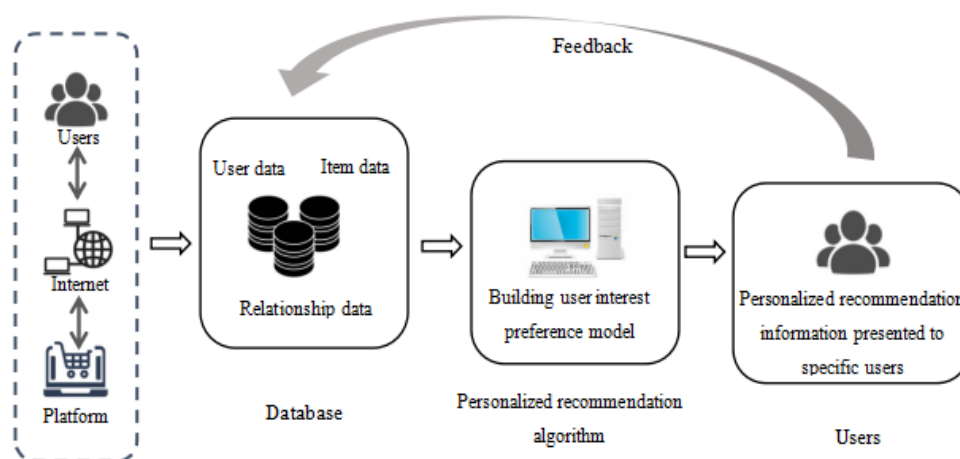 Feedback
Users
Internet
Platform
User data
Item data
Relationship data
Database
Building user interest
preference model
Personalized recommendation
algorithm
Personalized recommendation
information presented to
specific users
Users